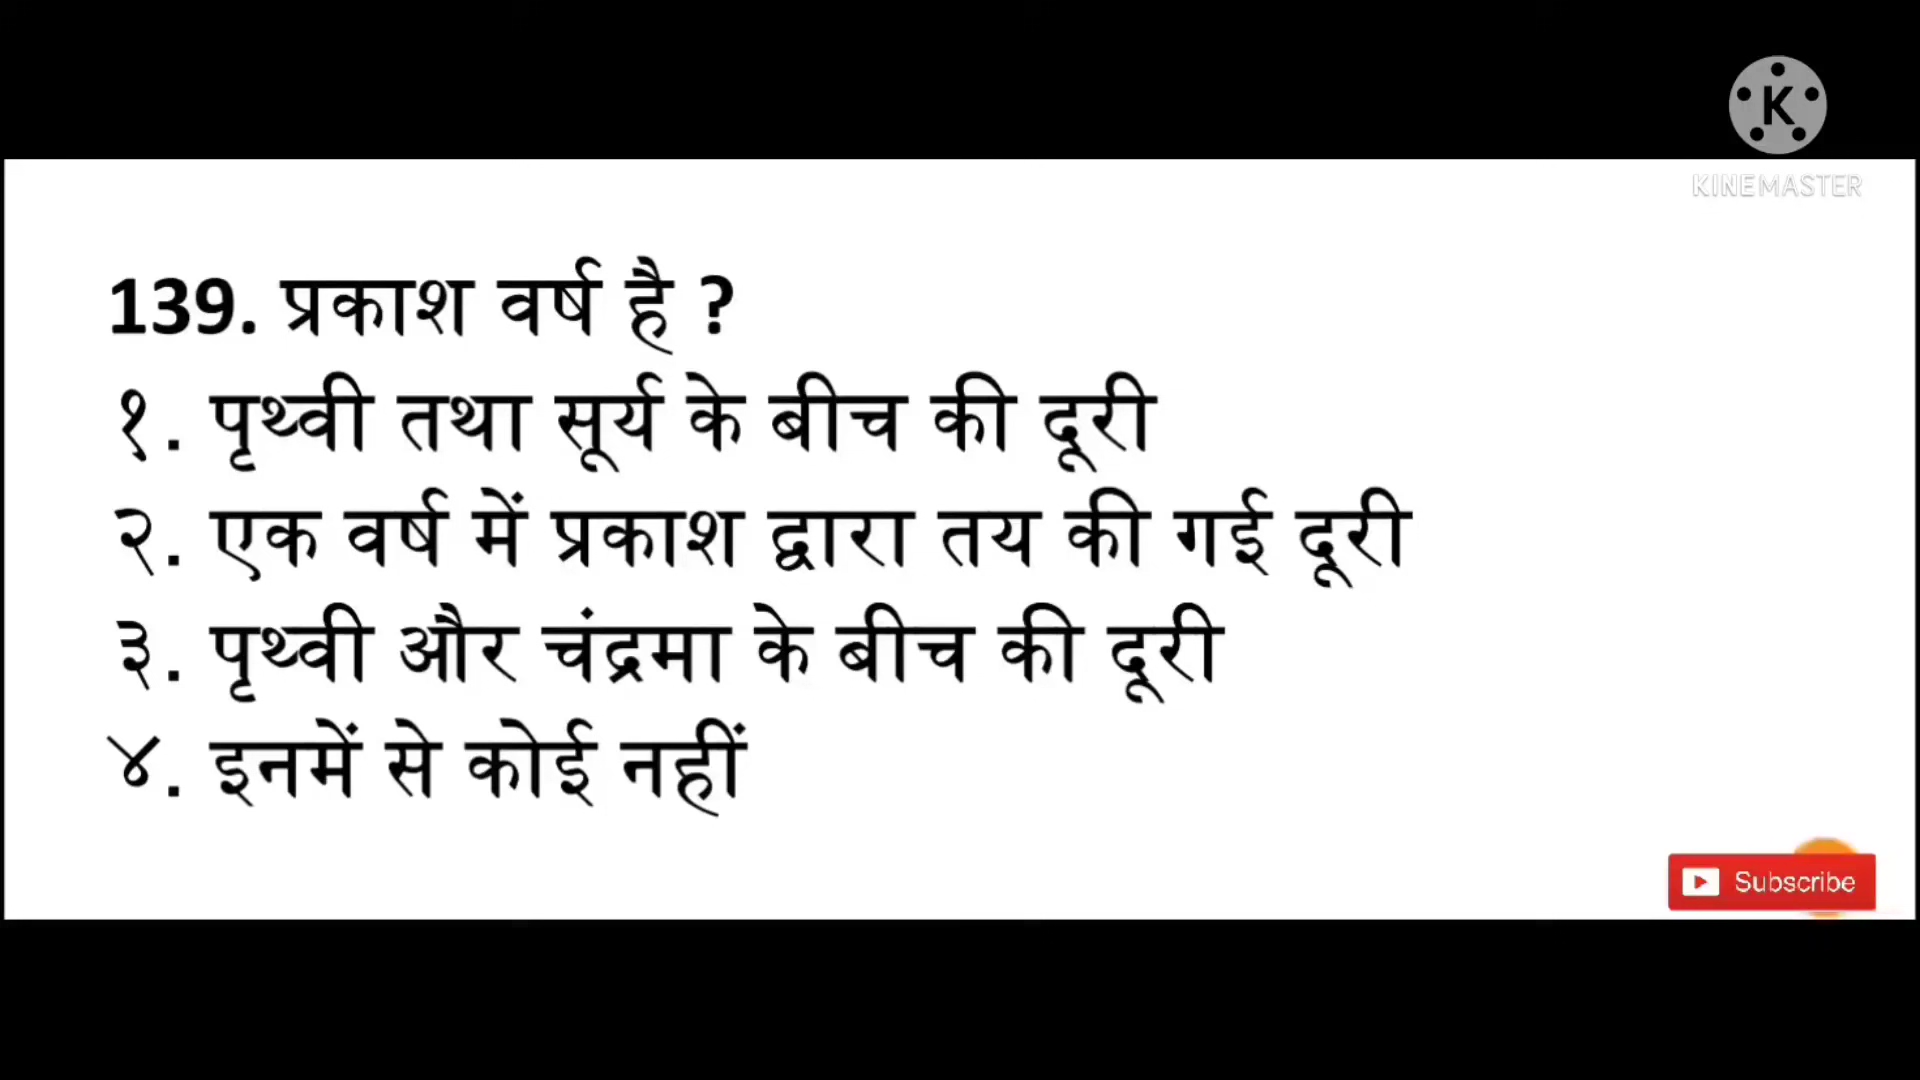 K
KINEMASTER
139. प्रकाश वर्ष है ?
१. पृथ्वी तथा सूर्य के बीच की दूरी
२. एक वर्ष में प्रकाश द्वारा तय की गई दूरी
३. पृथ्वी और चंद्रमा के बीच की दूरी
४. इनमें से कोई नहीं
Subscribe